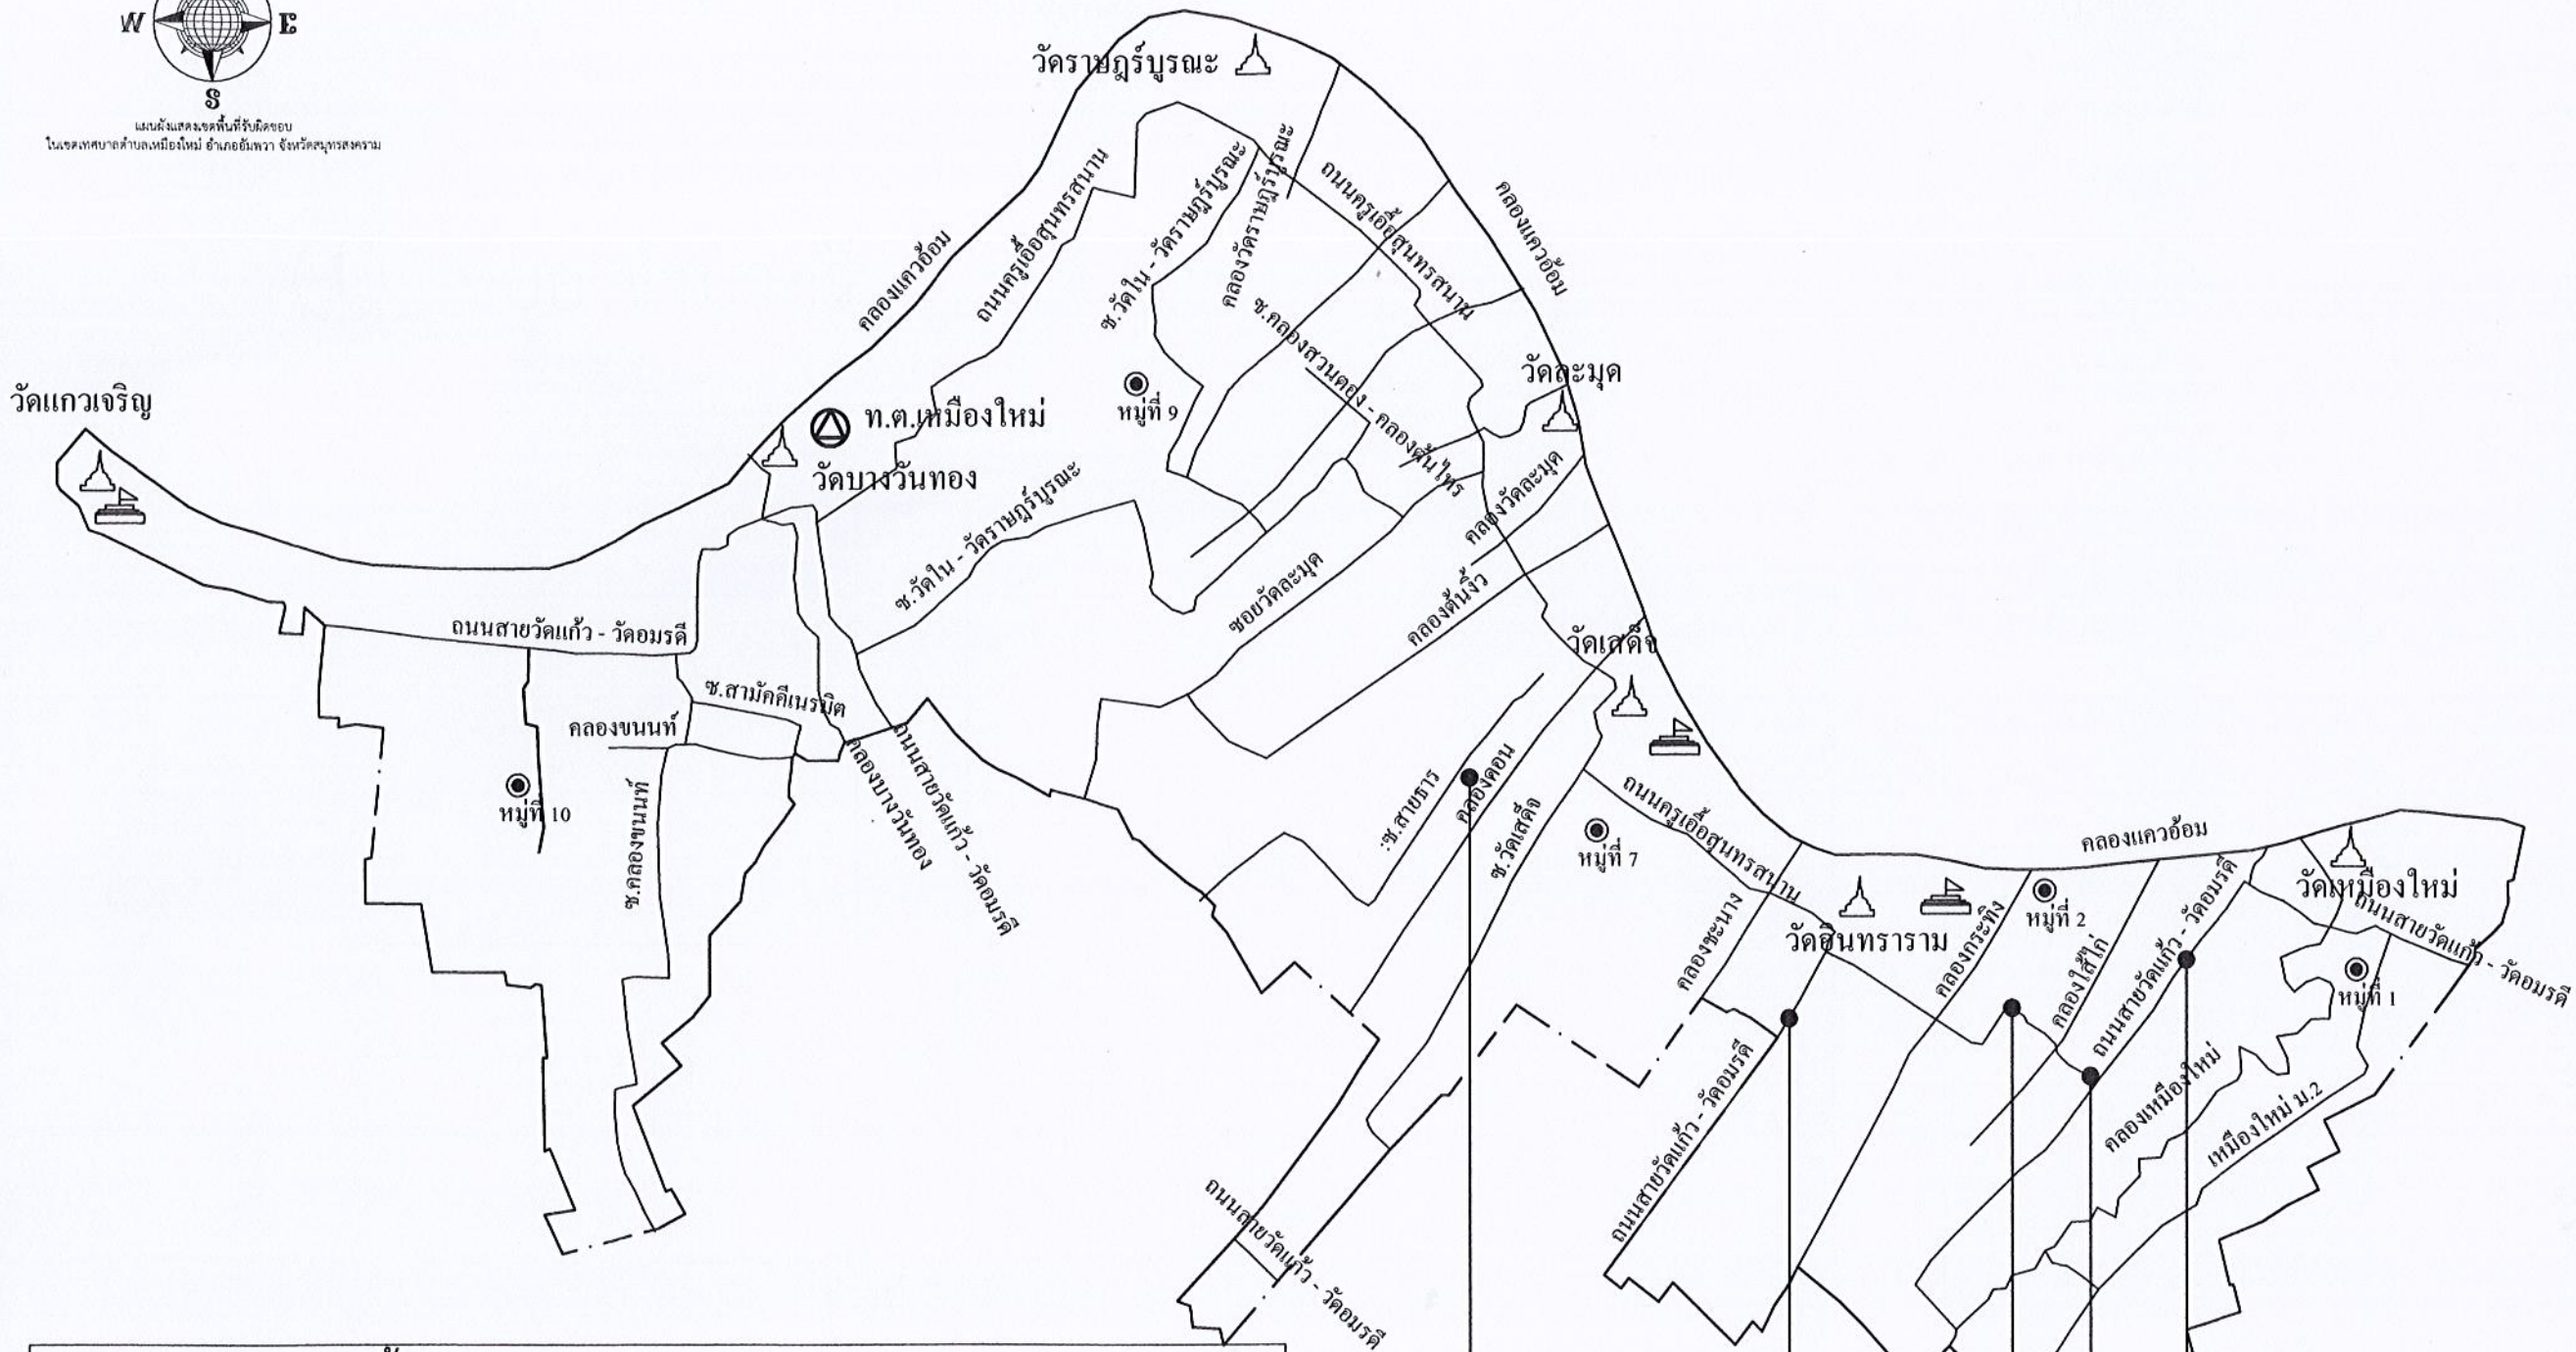 W
E
S
แผนผังแสดงเขตพื้นที่รับผิดชอบ
ในเขตเทศบาลตำบลเหมืองใหม่ อำเภออัมพวา จังหวัดสมุทรสงคราม
วัดราษฎร์บูรณะ
คลองแควอ้อม
ถนนครูเอื้อสุนทรสนาน
ซ.วัดใน - วัดราษฎร์บูรณะ
คลองวัดราษฎร์บูรณะ
ถนนครูเอื้อสุนทรสนาน
คลองแควอ้อม
ซ.คลองสวนตอง - คลองต้นไทร
วัดละมุด
วัดแกวเจริญ
ท.ต.เหมืองใหม่
หมู่ที่ 9
วัดบางวันทอง
ซ.วัดใน - วัดราษฎร์บูรณะ
คลองวัดละมุด
ซอยวัดละมุด
คลองต้นงิ้ว
วัดเสด็จ
ถนนสายวัดแก้ว - วัดอมรดี
ซ.สามัคคีเนรมิต
คลองขนนท์
หมู่ที่ 10
ซ.คลองขนนท์
คลองบางวันทอง
ถนนสายวัดแก้ว - วัดอมรดี
ซ.สายธาร
คลองดอน
ซ.วัดเสด็จ
หมู่ที่ 7
ถนนครูเอื้อสุนทรสนาน
คลองชะนาง
วัดอินทราราม
คลองแควอ้อม
หมู่ที่ 2
คลองกระทิง
คลองไส้ไก่
ถนนสายวัดแก้ว - วัดอมรดี
วัดเหมืองใหม่
ถนนสายวัดแก้ว - วัดอมรดี
หมู่ที่ 1
คลองเหมืองใหม่
เหมืองใหม่ ม.2
ถนนสายวัดแก้ว - วัดอมรดี
ถนนสายวัดแก้ว - วัดอมรดี